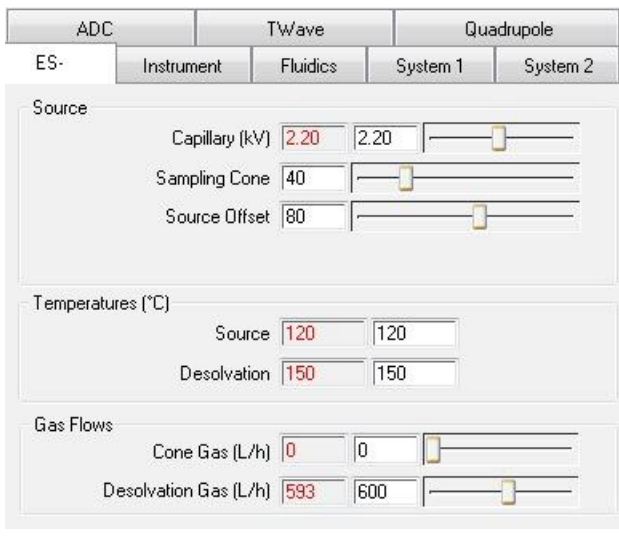 ADC TWave Quadrupole
ES- Instrument Fluidics System 1 System 2
Source
Capillary (kV) 2.20 2.20
Sampling Cone 40
Source Offset 80
Temperatures (°C)
Source 120 120
Desolvation 150 150
Gas Flows
Cone Gas (L/h) 0 0
Desolvation Gas (L/h) 593 600